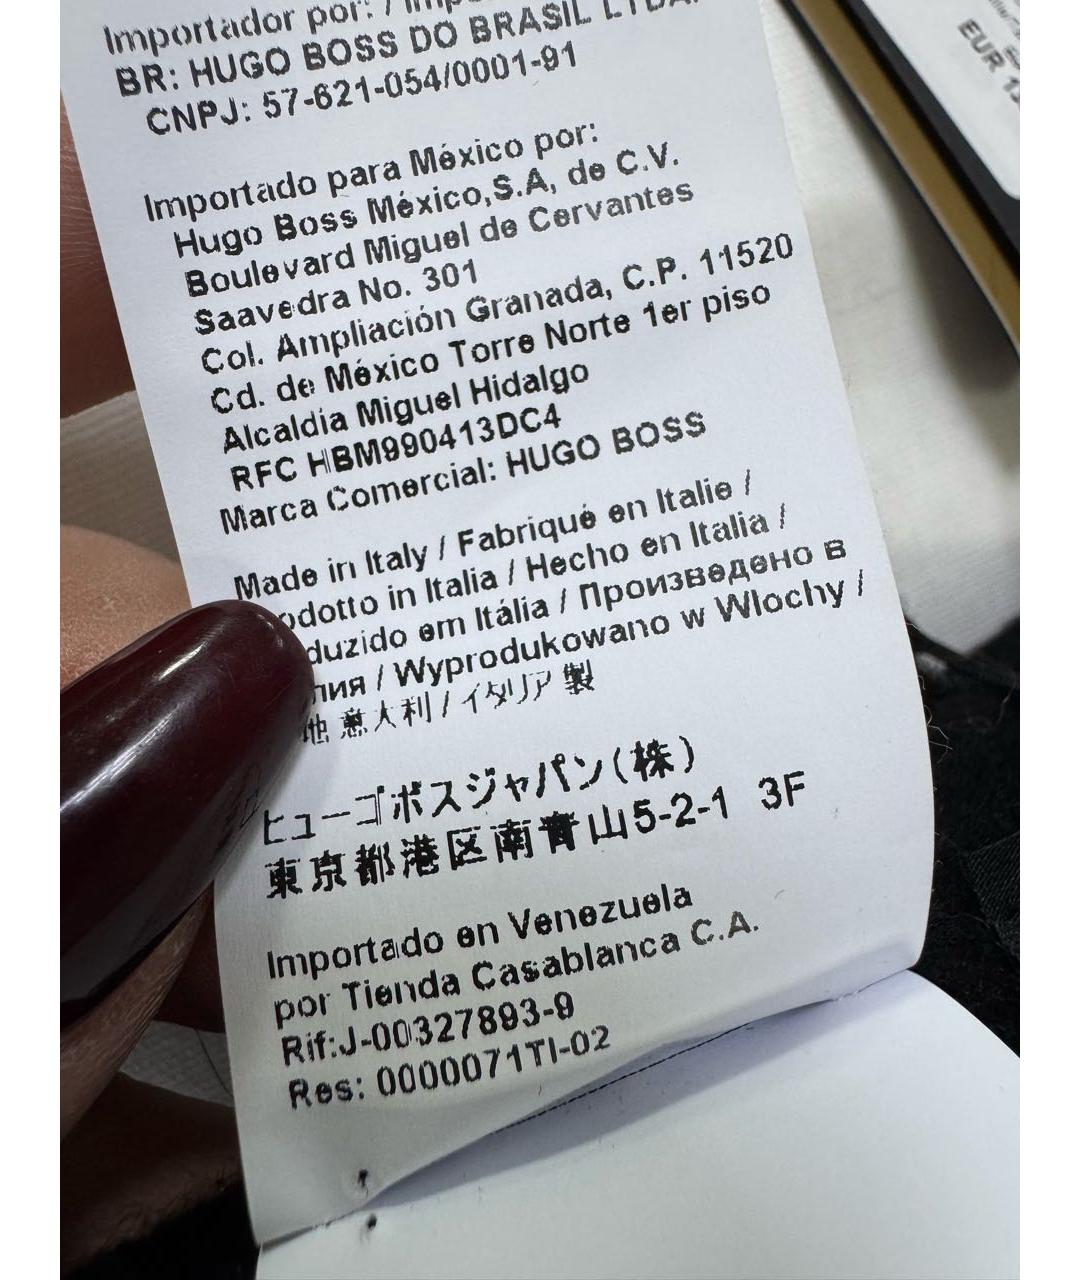 Importador por: /
BR: HUGO BOSS DO BRASIL LTDA.
CNPJ: 57-621-054/0001-91
Importado para México por:
Hugo Boss México,S.A, de C.V.
Boulevard Miguel de Cervantes
Saavedra No. 301
Col. Ampliación Granada, C.P. 11520
Cd. de México Torre Norte 1er piso
Alcaldía Miguel Hidalgo
RFC HBM990413DC4
Marca Comercial: HUGO BOSS
Made in Italy / Fabriqué en Italie /
odotto in Italia / Hecho en Italia /
duzido em Itália / Произведено в
лия / Wyprodukowano w Wlochy /
地 意大利 / イタリア 製
ヒューゴボスジャパン(株)
東京都港区南青山5-2-1 3F
Importado en Venezuela
por Tienda Casablanca C.A.
Rif:J-00327893-9
Res: 0000071TI-02
EUR